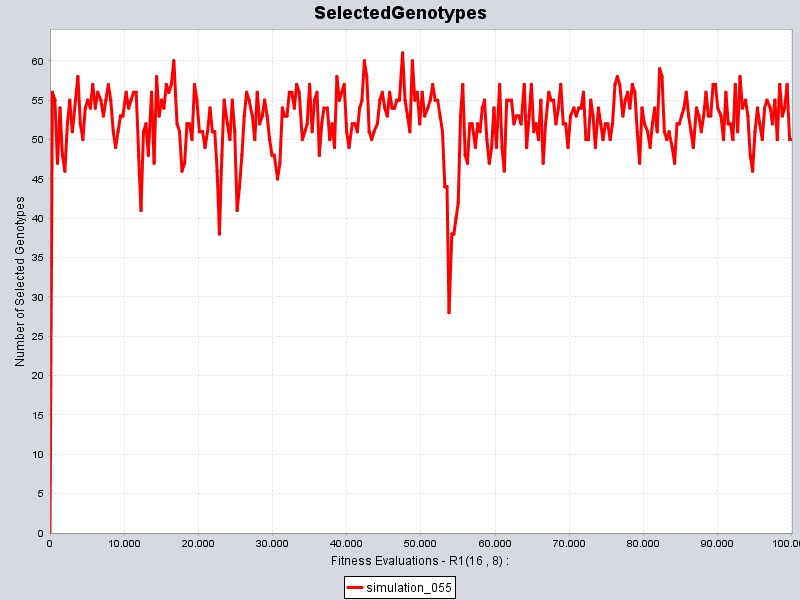 SelectedGenotypes
Number of Selected Genotypes
60
55
50
45
40
35
30
25
20
15
10
5
0
0 10.000 20.000 30.000 40.000 50.000 60.000 70.000 80.000 90.000 100.00
Fitness Evaluations - R1(16 , 8) :
simulation_055